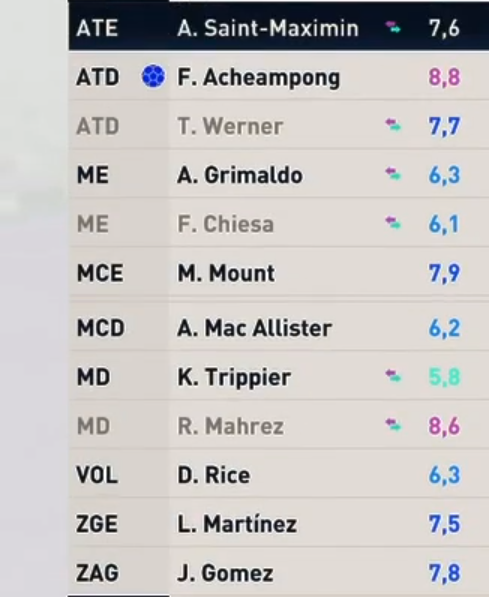 ATE A. Saint-Maximin 7,6
ATD F. Acheampong 8,8
ATD T. Werner 7,7
ME A. Grimaldo 6,3
ME F. Chiesa 6,1
MCE M. Mount 7,9
MCD A. Mac Allister 6,2
MD K. Trippier 5,8
MD R. Mahrez 8,6
VOL D. Rice 6,3
ZGE L. Martínez 7,5
ZAG J. Gomez 7,8